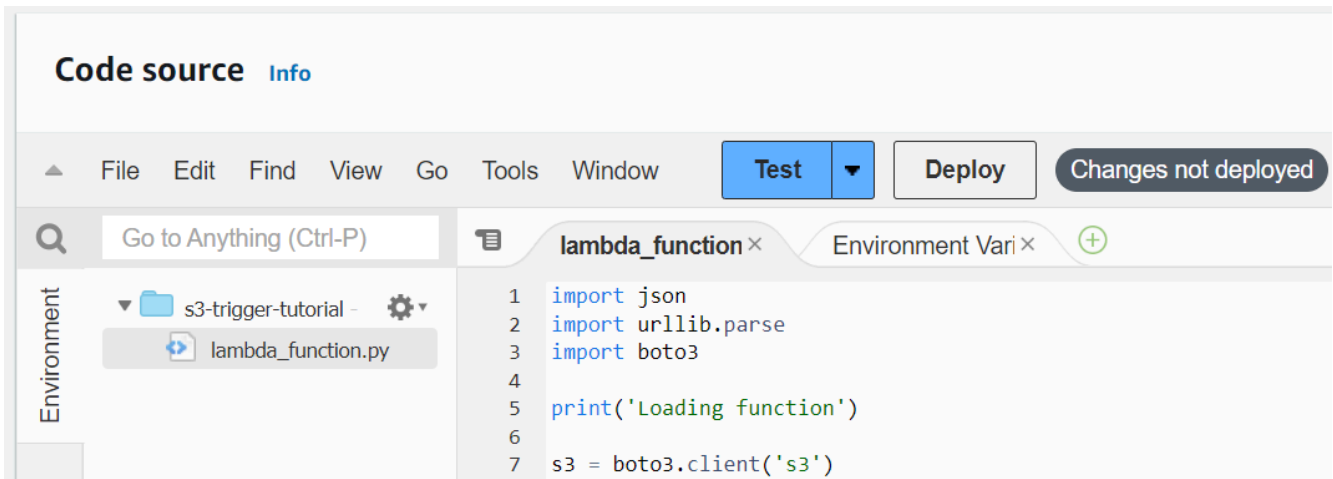 Code source Info
File Edit Find View Go Tools Window Test Deploy Changes not deployed
Go to Anything (Ctrl-P)
lambda_function Environment Vari
Environment
s3-trigger-tutorial -
lambda_function.py
1 import json
2 import urllib.parse
3 import boto3
4
5 print('Loading function')
6
7 s3 = boto3.client('s3')